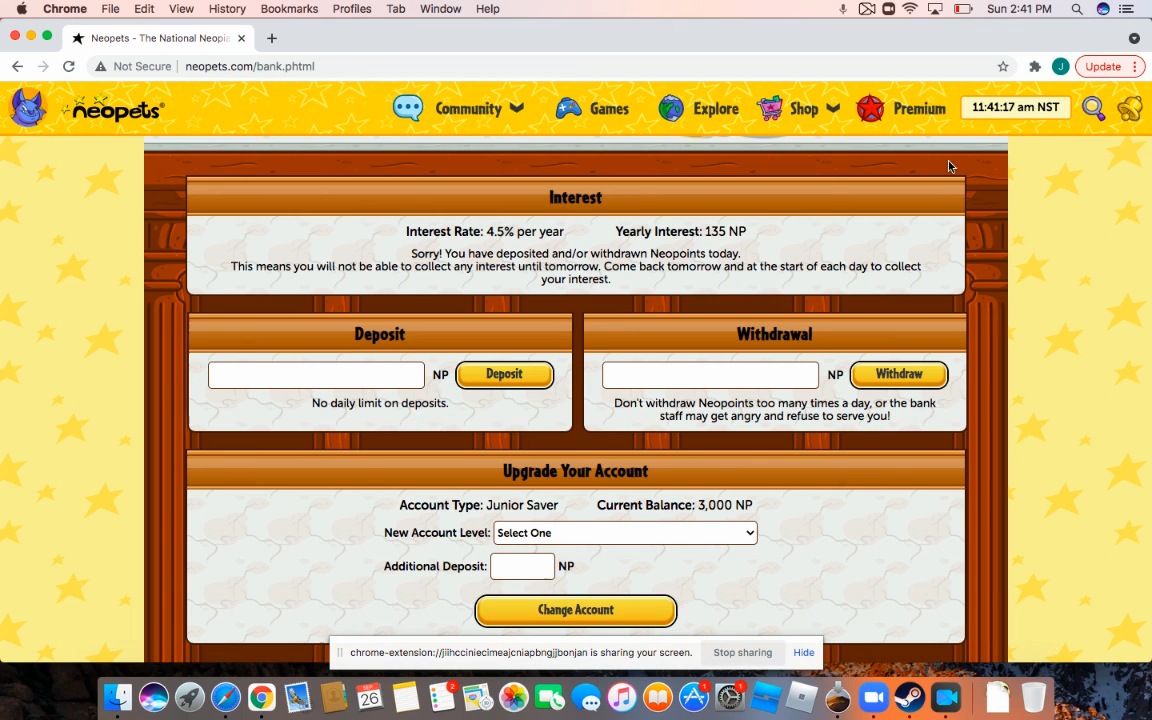 Chrome File Edit View History Bookmarks Profiles Tab Window Help Sun 2:41 PM
Neopets - The National Neopia
Not Secure neopets.com/bank.phtml J Update
neopets® Community Games Explore Shop Premium 11:41:17 am NST
Interest
Interest Rate: 4.5% per year Yearly Interest: 135 NP
Sorry! You have deposited and/or withdrawn Neopoints today.
This means you will not be able to collect any interest until tomorrow. Come back tomorrow and at the start of each day to collect
your interest.
Deposit Withdrawal
NP Deposit NP Withdraw
No daily limit on deposits. Don't withdraw Neopoints too many times a day, or the bank
staff may get angry and refuse to serve you!
Upgrade Your Account
Account Type: Junior Saver Current Balance: 3,000 NP
New Account Level: Select One
Additional Deposit: NP
Change Account
chrome-extension://jiihcciniecimeajcniapbngjjbonjan is sharing your screen. Stop sharing Hide
26 2 1 1